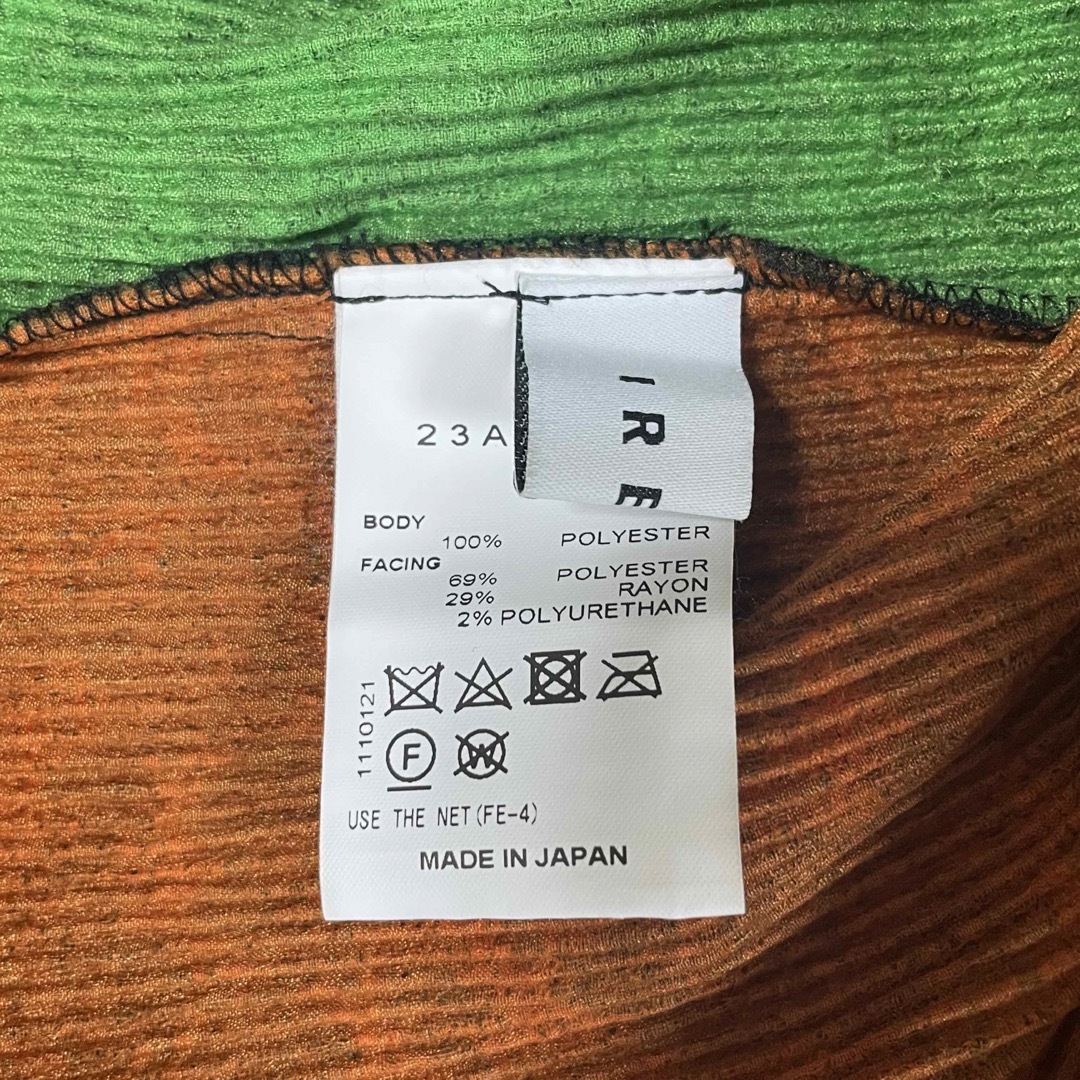 23A
IRE
BODY
100% POLYESTER
FACING
69% POLYESTER
29% RAYON
2% POLYURETHANE
1110121
F W
USE THE NET (FE-4)
MADE IN JAPAN